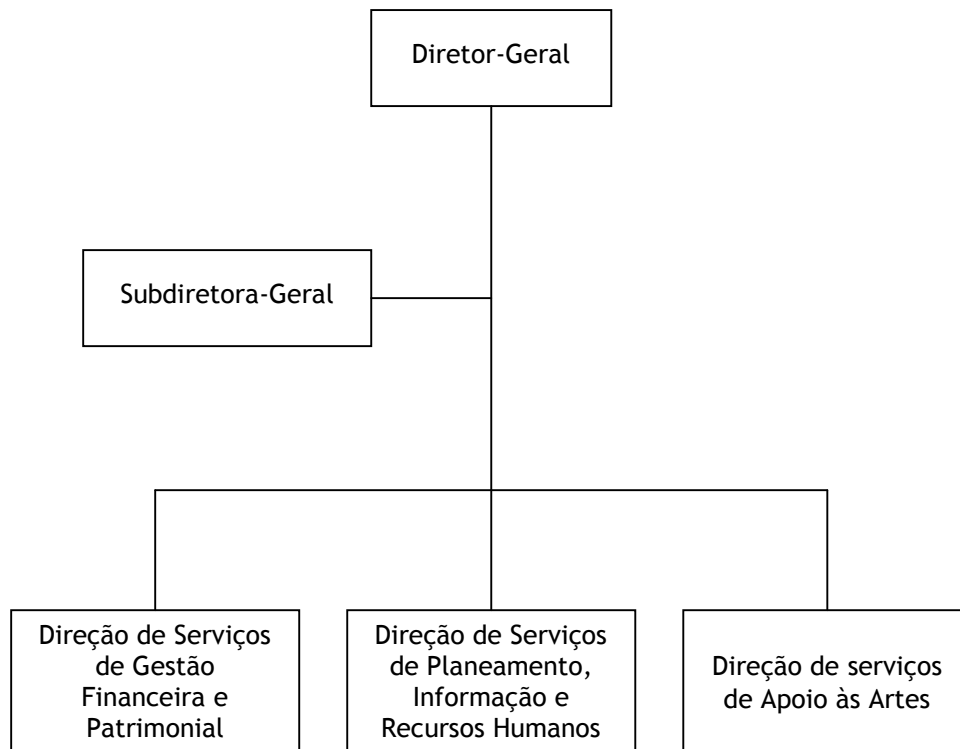 Diretor-Geral
Subdiretora-Geral
Direção de Serviços
de Gestão
Financeira e
Patrimonial
Direção de Serviços
de Planeamento,
Informação e
Recursos Humanos
Direção de serviços
de Apoio às Artes